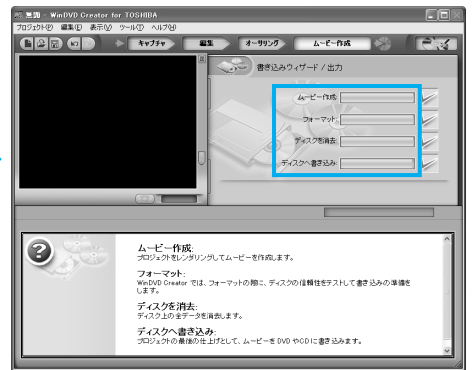 無題 - WinDVD Creator for TOSHIBA
プロジェクト(P) 編集(E) 表示(V) ツール(T) ヘルプ(H)
キャプチャ 編集 オーサリング ムービー作成
書き込みウィザード / 出力
ムービー作成:
フォーマット:
ディスクを消去:
ディスクへ書き込み:
ムービー作成:
プロジェクトをレンダリングしてムービーを作成します。
フォーマット:
WinDVD Creator では、フォーマットの際に、ディスクの信頼性をテストして書き込みの準備を
します。
ディスクを消去:
ディスク上の全データを消去します。
ディスクへ書き込み:
プロジェクトの最後の仕上げとして、ムービーを DVD や CD に書き込みます。